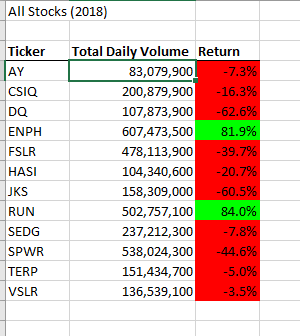 All Stocks (2018)
Ticker Total Daily Volume Return
AY 83,079,900 -7.3%
CSIQ 200,879,900 -16.3%
DQ 107,873,900 -62.6%
ENPH 607,473,500 81.9%
FSLR 478,113,900 -39.7%
HASI 104,340,600 -20.7%
JKS 158,309,000 -60.5%
RUN 502,757,100 84.0%
SEDG 237,212,300 -7.8%
SPWR 538,024,300 -44.6%
TERP 151,434,700 -5.0%
VSLR 136,539,100 -3.5%